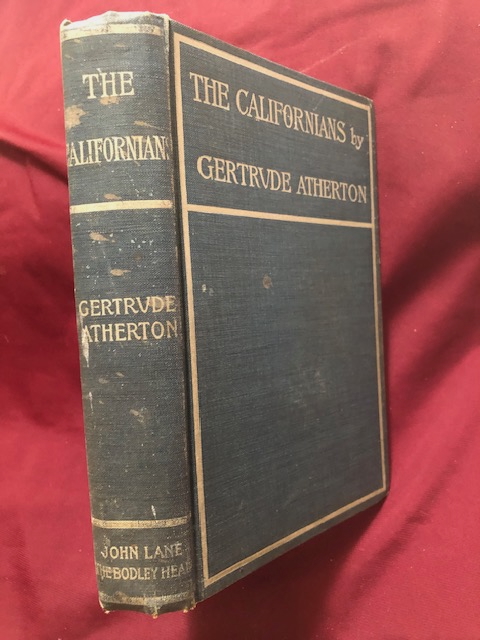 THE
CALIFORNIANS
GERTRVDE
ATHERTON
JOHN LANE
THE BODLEY HEAD
THE CALIFORNIANS by
GERTRVDE ATHERTON